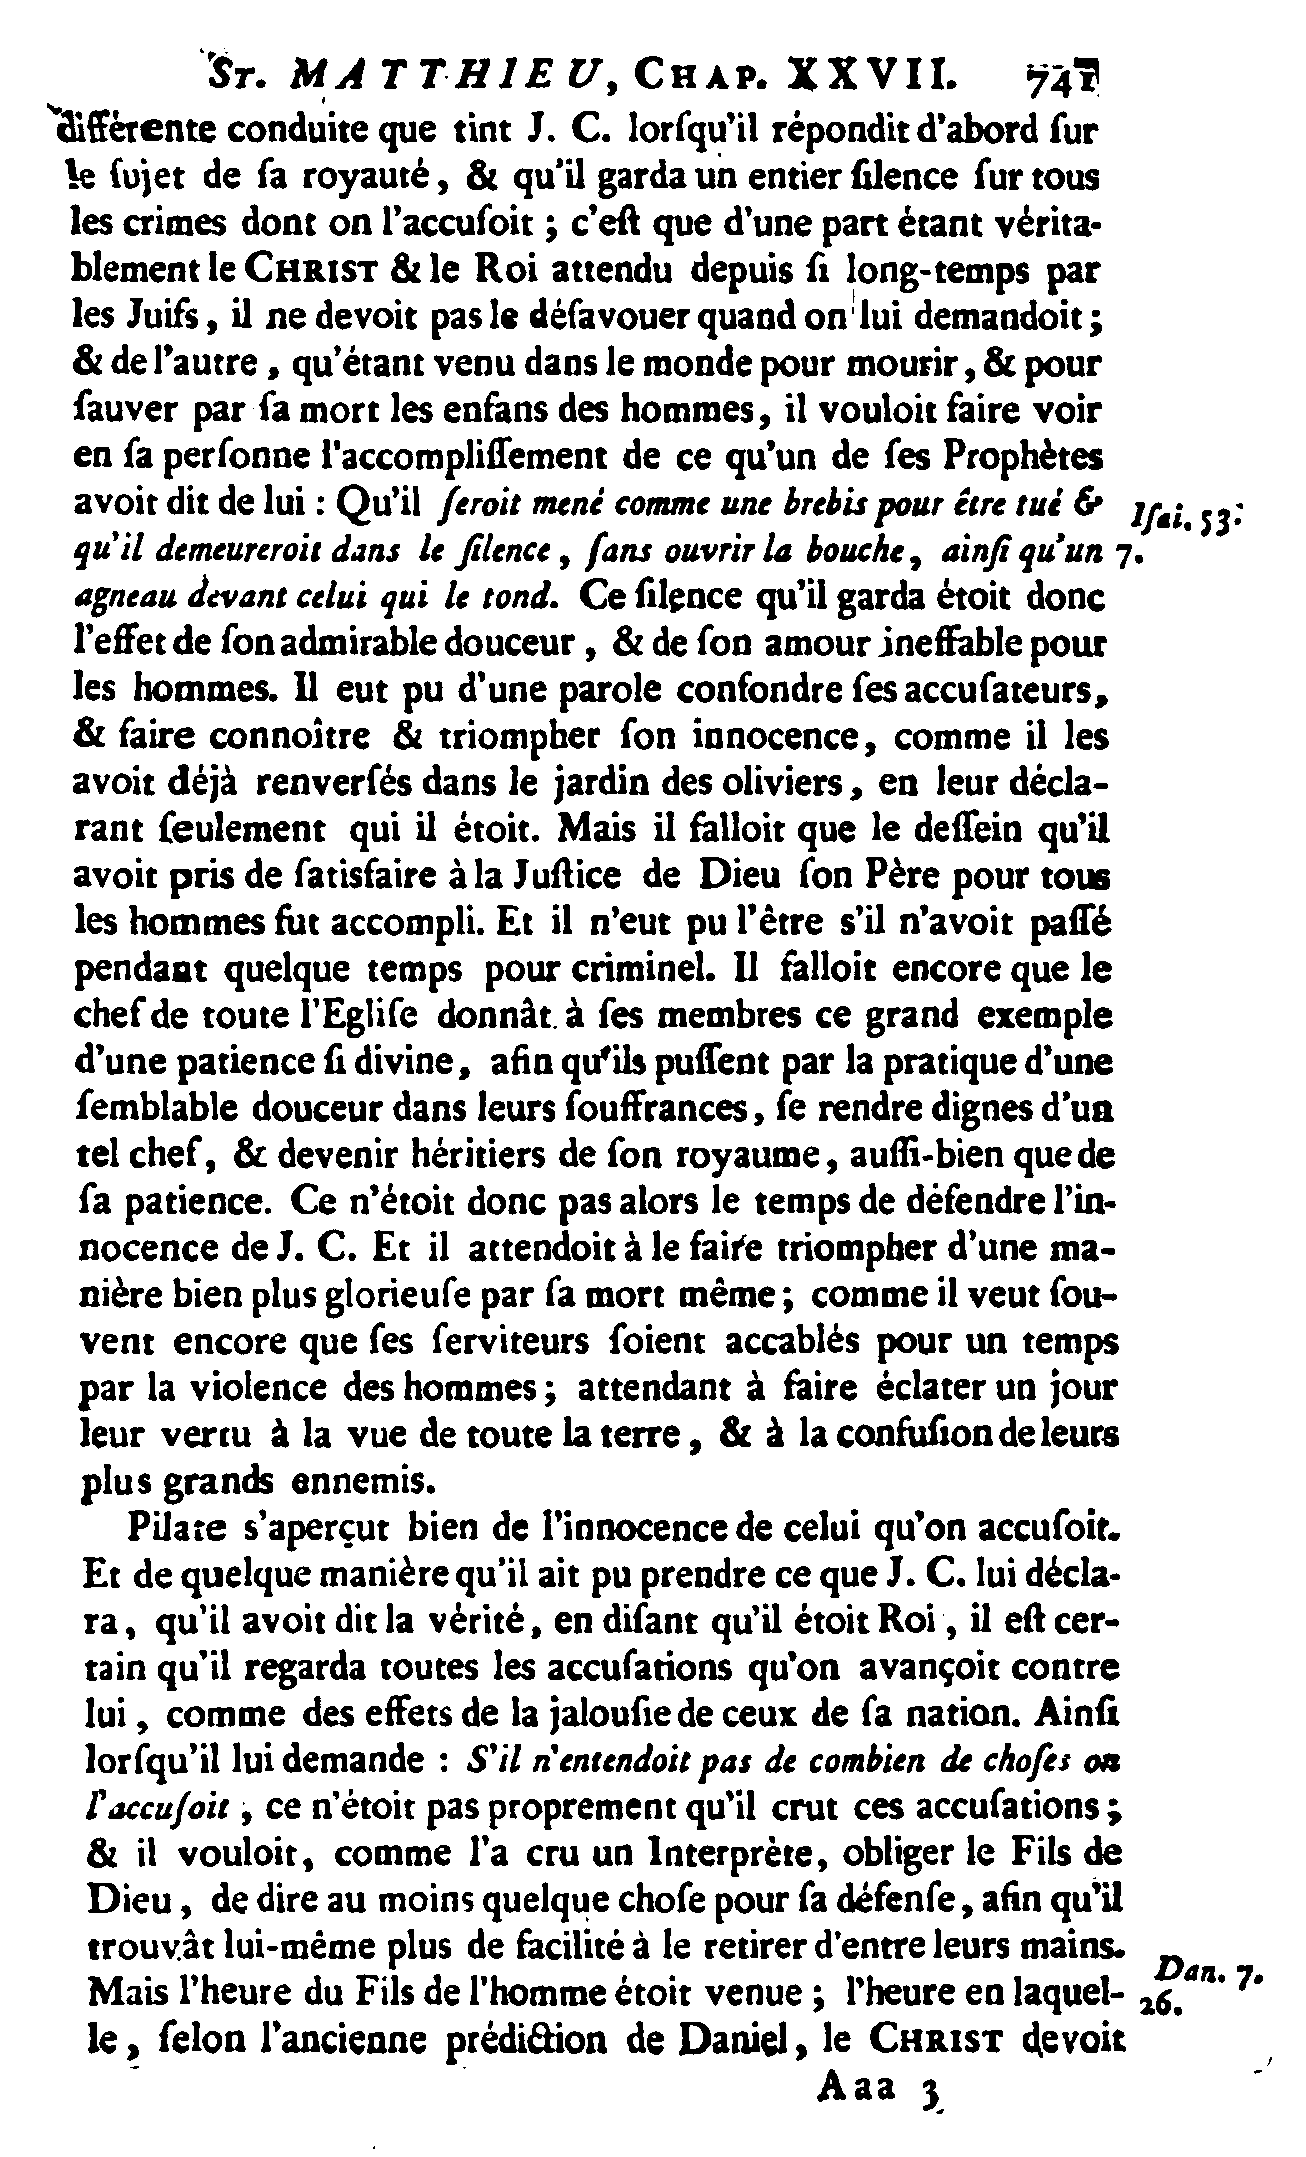 St. MATTHIEU, CHAP. XXVII. 741
différente conduite que tint J. C. lorſqu'il répondit d'abord ſur
le ſujet de ſa royauté, & qu'il garda un entier ſilence ſur tous
les crimes dont on l'accuſoit ; c'eſt que d'une part étant vérita-
blement le CHRIST & le Roi attendu depuis ſi long-temps par
les Juifs, il ne devoit pas le déſavouer quand on lui demandoit ;
& de l'autre, qu'étant venu dans le monde pour mourir, & pour
ſauver par ſa mort les enfans des hommes, il vouloit faire voir
en ſa perſonne l'accompliſſement de ce qu'un de ſes Prophètes
avoit dit de lui : Qu'il ſeroit mené comme une brebis pour être tué &
Iſai. 53.
qu'il demeureroit dans le ſilence, ſans ouvrir la bouche, ainſi qu'un
7.
agneau devant celui qui le tond. Ce ſilence qu'il garda étoit donc
l'effet de ſon admirable douceur, & de ſon amour ineffable pour
les hommes. Il eut pu d'une parole confondre ſes accuſateurs,
& faire connoître & triompher ſon innocence, comme il les
avoit déjà renverſés dans le jardin des oliviers, en leur décla-
rant ſeulement qui il étoit. Mais il falloit que le deſſein qu'il
avoit pris de ſatisfaire à la Juſtice de Dieu ſon Père pour tous
les hommes fut accompli. Et il n'eut pu l'être s'il n'avoit paſſé
pendant quelque temps pour criminel. Il falloit encore que le
chef de toute l'Egliſe donnât à ſes membres ce grand exemple
d'une patience ſi divine, afin qu'ils puſſent par la pratique d'une
ſemblable douceur dans leurs ſouffrances, ſe rendre dignes d'un
tel chef, & devenir héritiers de ſon royaume, auſſi-bien que de
ſa patience. Ce n'étoit donc pas alors le temps de défendre l'in-
nocence de J. C. Et il attendoit à le faire triompher d'une ma-
nière bien plus glorieuſe par ſa mort même ; comme il veut ſou-
vent encore que ſes ſerviteurs ſoient accablés pour un temps
par la violence des hommes ; attendant à faire éclater un jour
leur vertu à la vue de toute la terre, & à la confuſion de leurs
plus grands ennemis.
Pilate s'aperçut bien de l'innocence de celui qu'on accuſoit.
Et de quelque manière qu'il ait pu prendre ce que J. C. lui décla-
ra, qu'il avoit dit la vérité, en diſant qu'il étoit Roi, il eſt cer-
tain qu'il regarda toutes les accuſations qu'on avançoit contre
lui, comme des effets de la jalouſie de ceux de ſa nation. Ainſi
lorſqu'il lui demande : S'il n'entendoit pas de combien de choſes on
l'accuſoit, ce n'étoit pas proprement qu'il crut ces accuſations ;
& il vouloit, comme l'a cru un Interprète, obliger le Fils de
Dieu, de dire au moins quelque choſe pour ſa défenſe, afin qu'il
trouvât lui-même plus de facilité à le retirer d'entre leurs mains.
Mais l'heure du Fils de l'homme étoit venue ; l'heure en laquel-
Dan. 7.
26.
le, ſelon l'ancienne prédiction de Daniel, le CHRIST devoit
Aaa 3